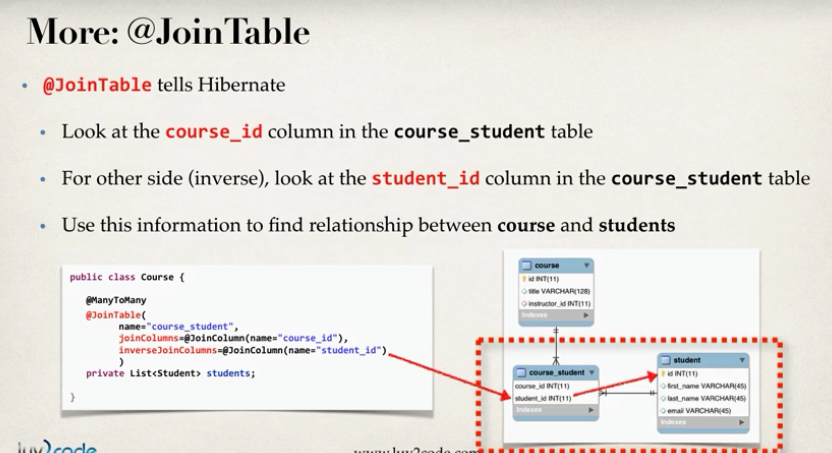 More: @JoinTable
• @JoinTable tells Hibernate
• Look at the course_id column in the course_student table
• For other side (inverse), look at the student_id column in the course_student table
• Use this information to find relationship between course and students
public class Course {
@ManyToMany
@JoinTable(
name="course_student",
joinColumns=@JoinColumn(name="course_id"),
inverseJoinColumns=@JoinColumn(name="student_id")
)
private List<Student> students;
}
course
id INT(11)
title VARCHAR(128)
instructor_id INT(11)
Indexes
course_student
course_id INT(11)
student_id INT(11)
Indexes
student
id INT(11)
first_name VARCHAR(45)
last_name VARCHAR(45)
email VARCHAR(45)
Indexes
luv2code
www.luv2code.com